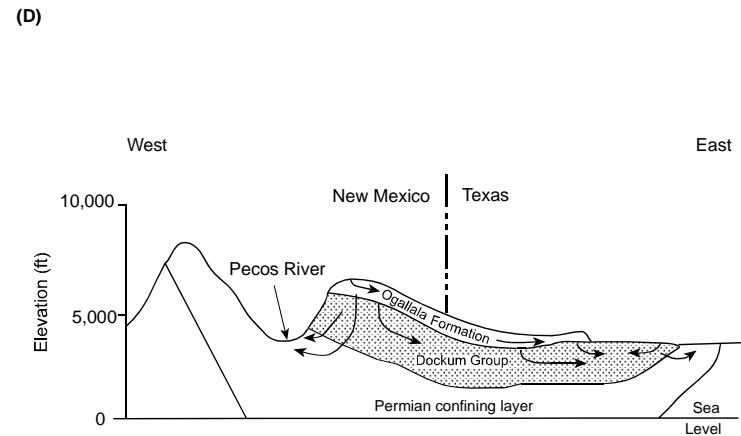 (D)
West
East
10,000
New Mexico
Texas
Pecos River
Elevation (ft)
5,000
Ogallala Formation
Dockum Group
Permian confining layer
0
Sea
Level